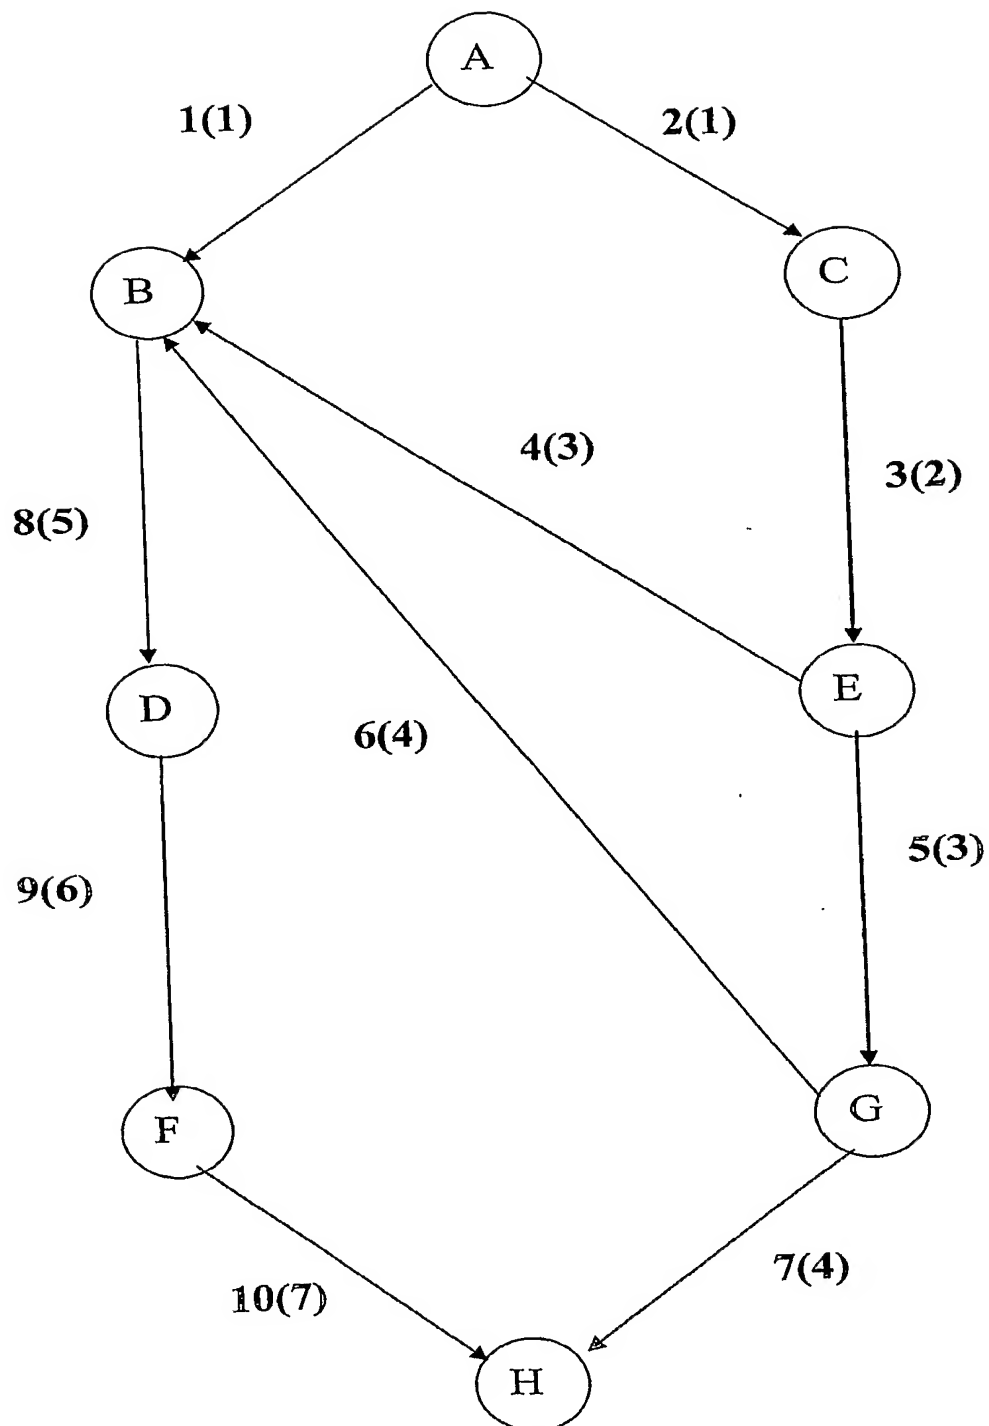 A
1(1)
2(1)
B
C
4(3)
3(2)
8(5)
E
D
6(4)
5(3)
9(6)
G
F
7(4)
10(7)
H